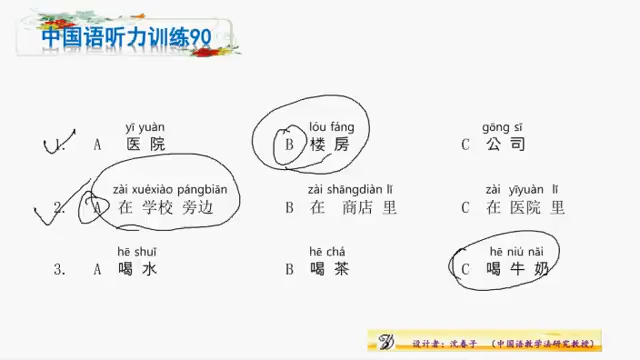 中国语听力训练90
yī yuàn lóu fáng gōng sī
1. A 医 院 B 楼 房 C 公 司
zài xuéxiào pángbiān zài shāngdiàn lǐ zài yīyuàn lǐ
2. A 在 学校 旁边 B 在 商店 里 C 在 医院 里
hē shuǐ hē chá hē niú nǎi
3. A 喝 水 B 喝 茶 C 喝 牛 奶
设计者：沈春子 （中国语教学法研究教授）